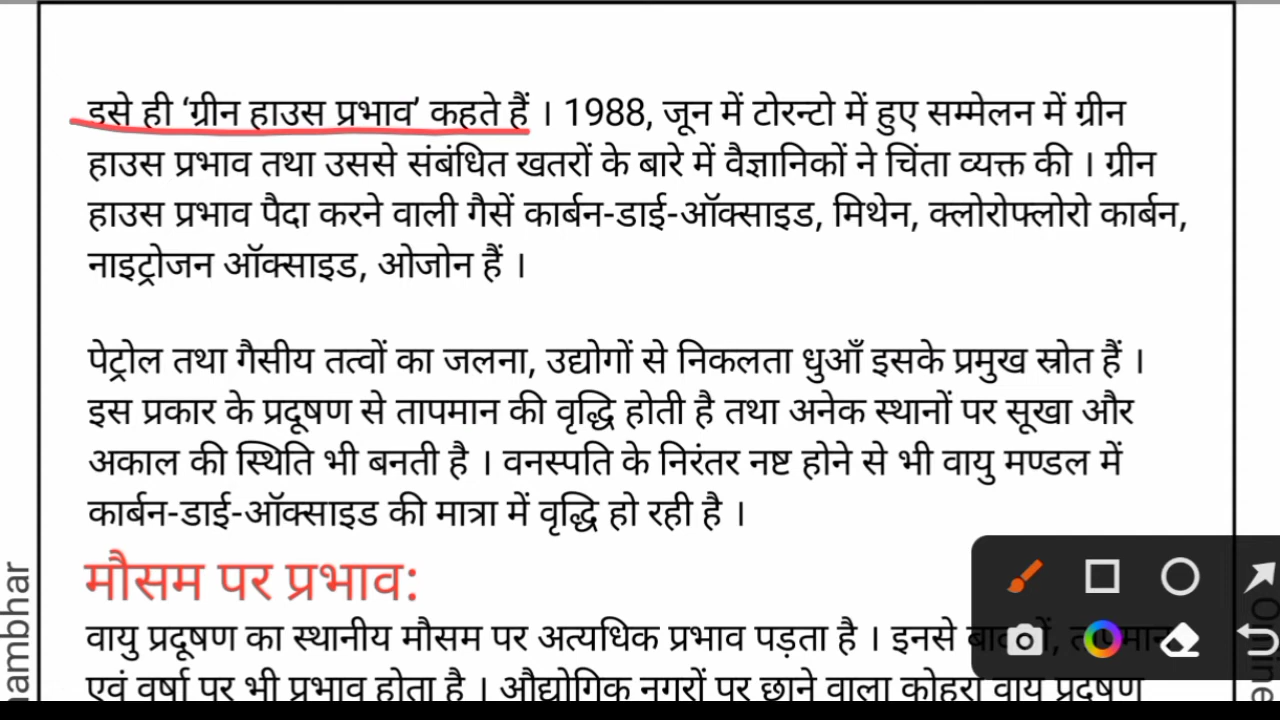 इसे ही ‘ग्रीन हाउस प्रभाव’ कहते हैं । 1988, जून में टोरन्टो में हुए सम्मेलन में ग्रीन
हाउस प्रभाव तथा उससे संबंधित खतरों के बारे में वैज्ञानिकों ने चिंता व्यक्त की । ग्रीन
हाउस प्रभाव पैदा करने वाली गैसें कार्बन-डाई-ऑक्साइड, मिथेन, क्लोरोफ्लोरो कार्बन,
नाइट्रोजन ऑक्साइड, ओजोन हैं ।
पेट्रोल तथा गैसीय तत्वों का जलना, उद्योगों से निकलता धुआँ इसके प्रमुख स्रोत हैं ।
इस प्रकार के प्रदूषण से तापमान की वृद्धि होती है तथा अनेक स्थानों पर सूखा और
अकाल की स्थिति भी बनती है । वनस्पति के निरंतर नष्ट होने से भी वायु मण्डल में
कार्बन-डाई-ऑक्साइड की मात्रा में वृद्धि हो रही है ।
मौसम पर प्रभाव:
वायु प्रदूषण का स्थानीय मौसम पर अत्यधिक प्रभाव पड़ता है । इनसे
एवं वर्षा पर भी प्रभाव होता है । औद्योगिक नगरों पर छाने वाला कोहरा वायु प्रदूषण